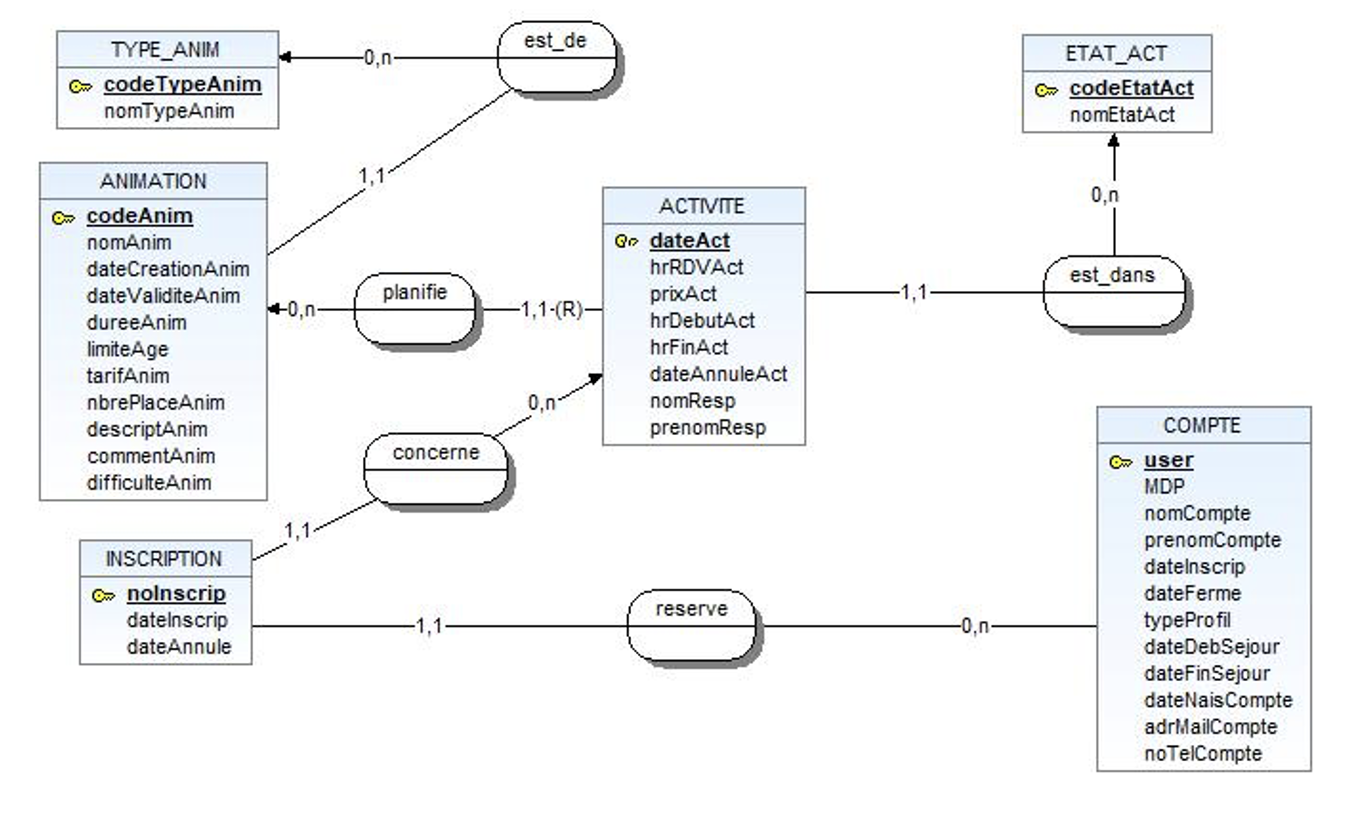 est_de
TYPE_ANIM
0,n
codeTypeAnim
nomTypeAnim
ETAT_ACT
codeEtatAct
nomEtatAct
1,1
0,n
ANIMATION
codeAnim
nomAnim
dateCreationAnim
dateValiditeAnim
dureeAnim
limiteAge
tarifAnim
nbrePlaceAnim
descriptAnim
commentAnim
difficulteAnim
planifie
0,n
1,1-(R)
ACTIVITE
dateAct
hrRDVAct
prixAct
hrDebutAct
hrFinAct
dateAnnuleAct
nomResp
prenomResp
1,1
est_dans
0,n
concerne
1,1
COMPTE
user
MDP
nomCompte
prenomCompte
dateInscrip
dateFerme
typeProfil
dateDebSejour
dateFinSejour
dateNaisCompte
adrMailCompte
noTelCompte
INSCRIPTION
noInscrip
dateInscrip
dateAnnule
1,1
reserve
0,n